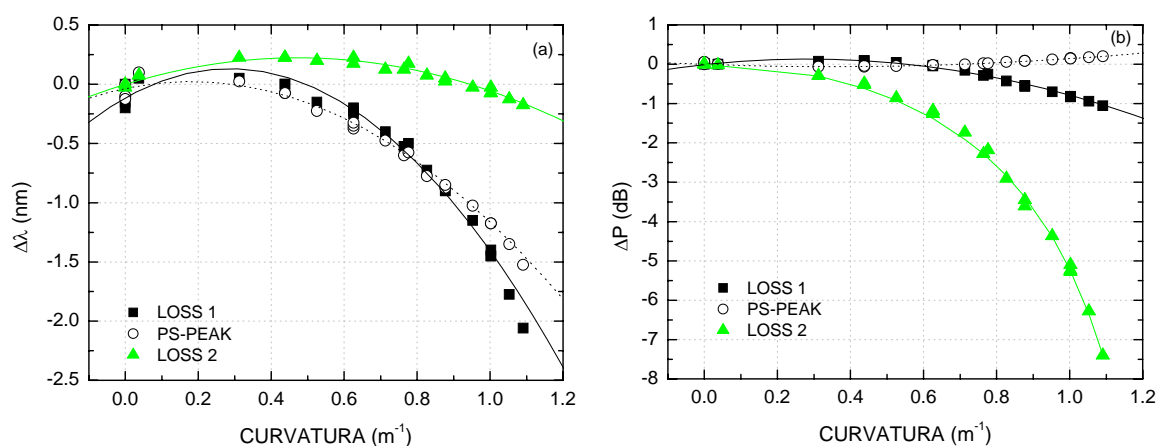 (a)
0.5
0.0
-0.5
-1.0
-1.5
-2.0
-2.5
Δλ (nm)
LOSS 1
PS-PEAK
LOSS 2
0.0 0.2 0.4 0.6 0.8 1.0 1.2
CURVATURA (m⁻¹)
(b)
1
0
-1
-2
-3
-4
-5
-6
-7
-8
ΔP (dB)
LOSS 1
PS-PEAK
LOSS 2
0.0 0.2 0.4 0.6 0.8 1.0 1.2
CURVATURA (m⁻¹)